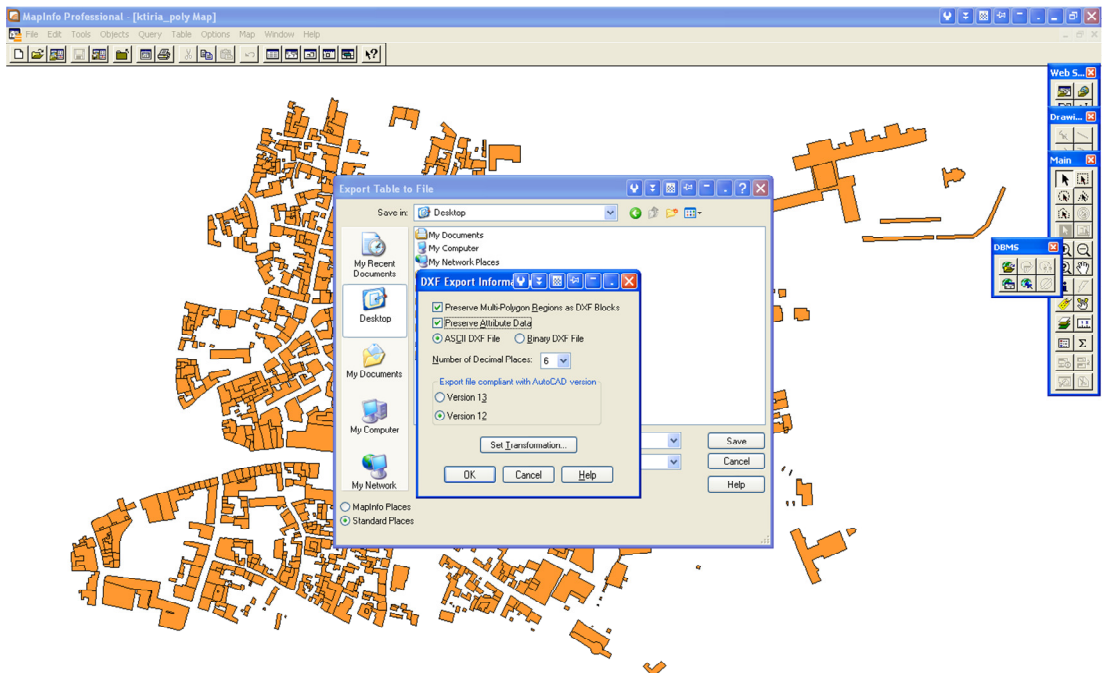 MapInfo Professional - [ktiria_poly Map]
File Edit Tools Objects Query Table Options Map Window Help
Web S...
Drawi...
Main
DBMS
Export Table to File
Save in: Desktop
My Recent Documents
Desktop
My Documents
My Computer
My Network
My Documents
My Computer
My Network Places
DXF Export
Preserve Multi-Polygon Regions as DXF Blocks
Preserve Attribute Data
ASCII DXF File Binary DXF File
Number of Decimal Places: 6
Export file compliant with AutoCAD version
Version 13
Version 12
Set Transformation...
OK Cancel Help
Save
Cancel
Help
MapInfo Places
Standard Places